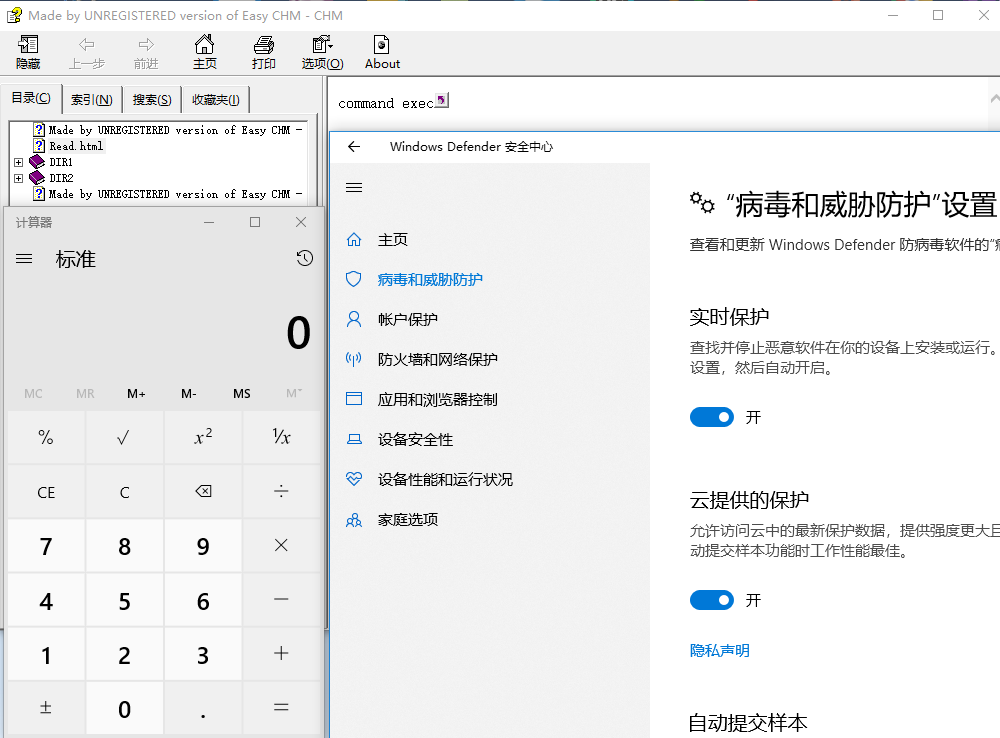 Made by UNREGISTERED version of Easy CHM - CHM
隐藏
上一步
前进
主页
打印
选项(O)
About
目录(C)
索引(N)
搜索(S)
收藏夹(I)
Made by UNREGISTERED version of Easy CHM -
Read.html
DIR1
DIR2
Made by UNREGISTERED version of Easy CHM -
command exec
计算器
标准
0
MC MR M+ M- MS M˅
% √ x² ¹/x
CE C ÷
7 8 9 ×
4 5 6 −
1 2 3 +
± 0 . =
Windows Defender 安全中心
主页
病毒和威胁防护
帐户保护
防火墙和网络保护
应用和浏览器控制
设备安全性
设备性能和运行状况
家庭选项
“病毒和威胁防护”设置
查看和更新 Windows Defender 防病毒软件的“
实时保护
查找并停止恶意软件在你的设备上安装或运行。
设置，然后自动开启。
开
云提供的保护
允许访问云中的最新保护数据，提供强度更大且
动提交样本功能时工作性能最佳。
开
隐私声明
自动提交样本